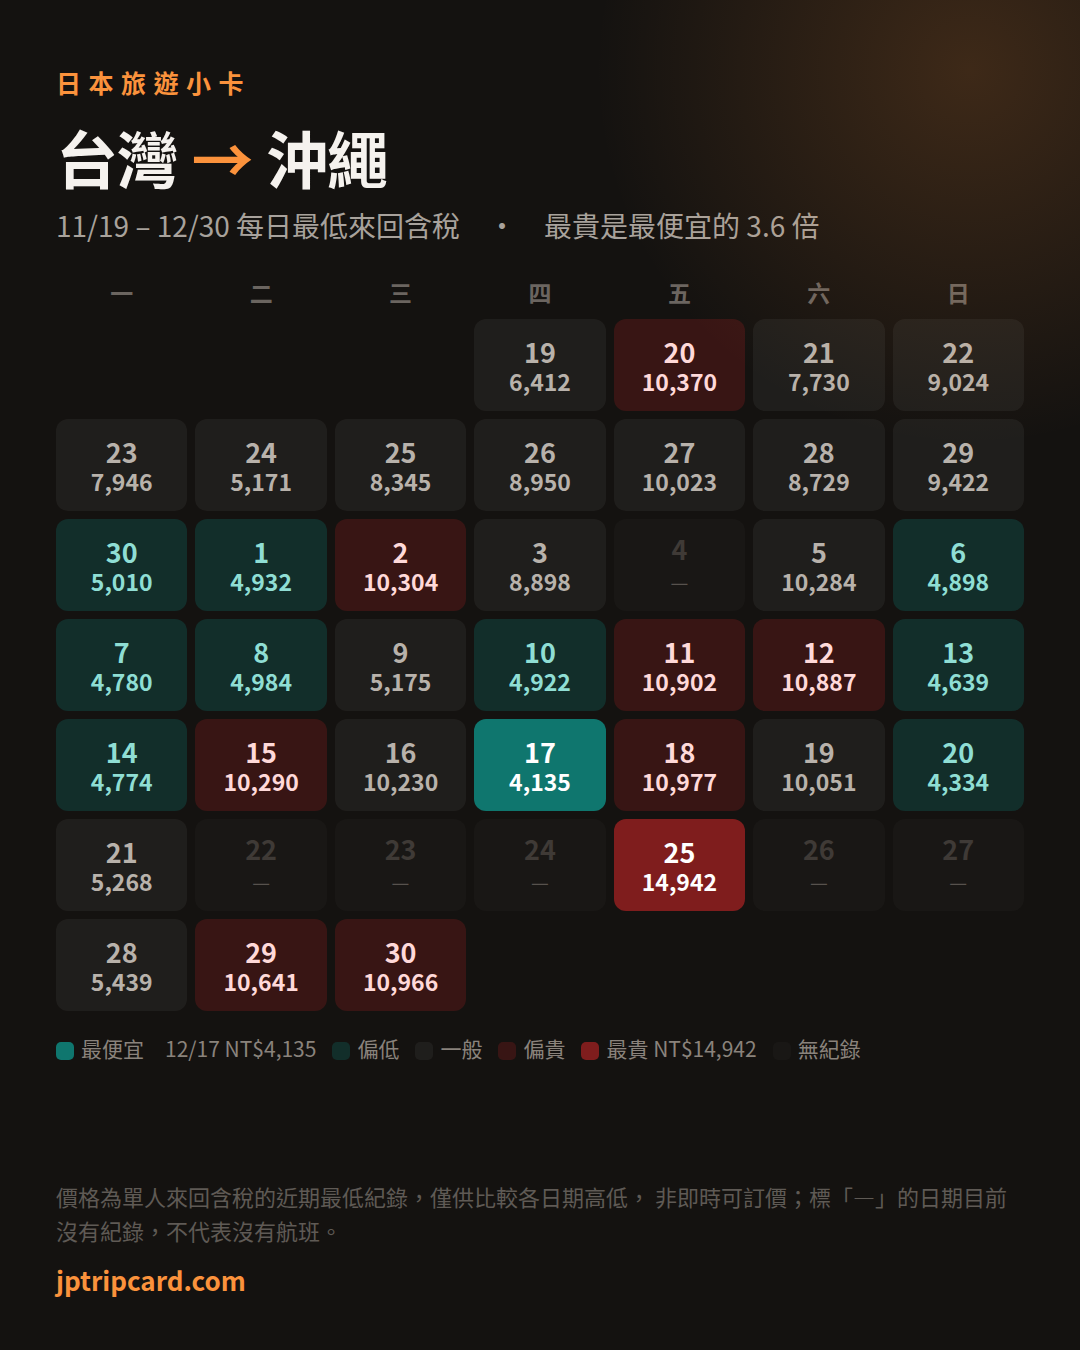 日本旅遊小卡
台灣 → 沖繩
11/19 – 12/30 每日最低來回含稅 ・ 最貴是最便宜的 3.6 倍
一 二 三 四 五 六 日
19 20 21 22
6,412 10,370 7,730 9,024
23 24 25 26 27 28 29
7,946 5,171 8,345 8,950 10,023 8,729 9,422
30 1 2 3 4 5 6
5,010 4,932 10,304 8,898 — 10,284 4,898
7 8 9 10 11 12 13
4,780 4,984 5,175 4,922 10,902 10,887 4,639
14 15 16 17 18 19 20
4,774 10,290 10,230 4,135 10,977 10,051 4,334
21 22 23 24 25 26 27
5,268 — — — 14,942 — —
28 29 30
5,439 10,641 10,966
最便宜 12/17 NT$4,135 偏低 一般 偏貴 最貴 NT$14,942 無紀錄
價格為單人來回含稅的近期最低紀錄，僅供比較各日期高低， 非即時可訂價；標「—」的日期目前
沒有紀錄，不代表沒有航班。
jptripcard.com